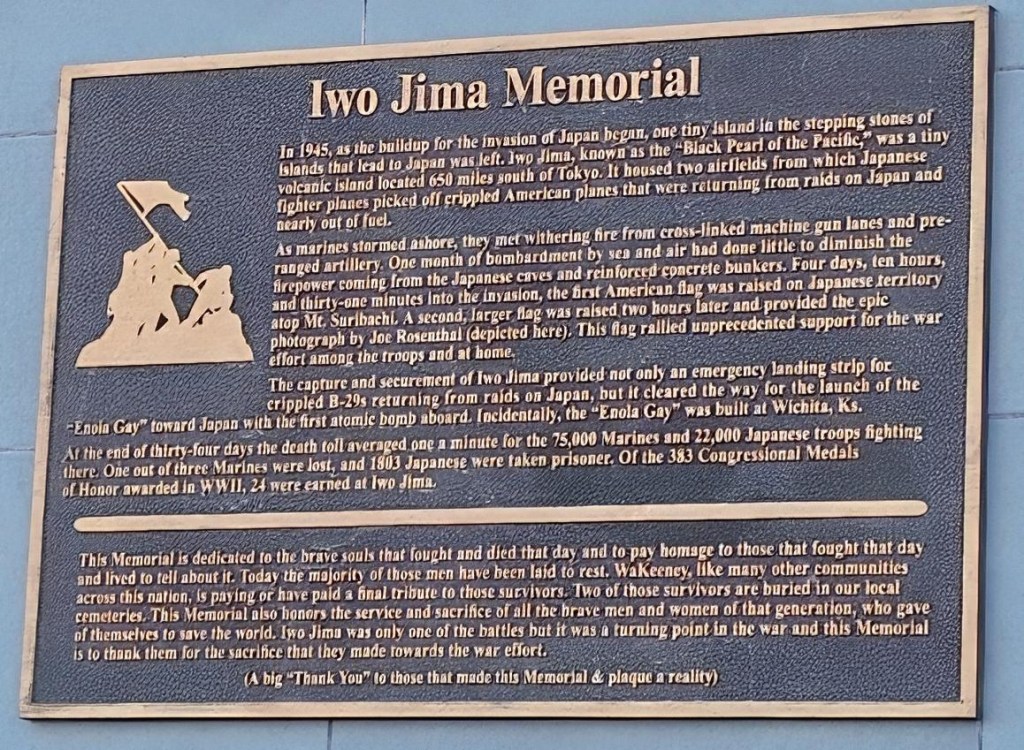 Iwo Jima Memorial
In 1945, as the buildup for the invasion of Japan began, one tiny island in the stepping stones of
islands that lead to Japan was left. Iwo Jima, known as the "Black Pearl of the Pacific," was a tiny
volcanic island located 650 miles south of Tokyo. It housed two airfields from which Japanese
fighter planes picked off crippled American planes that were returning from raids on Japan and
nearly out of fuel.
As marines stormed ashore, they met withering fire from cross-linked machine gun lanes and pre-
ranged artillery. One month of bombardment by sea and air had done little to diminish the
firepower coming from the Japanese caves and reinforced concrete bunkers. Four days, ten hours,
and thirty-one minutes into the invasion, the first American flag was raised on Japanese territory
atop Mt. Suribachi. A second, larger flag was raised two hours later and provided the epic
photograph by Joe Rosenthal (depicted here). This flag rallied unprecedented support for the war
effort among the troops and at home.
The capture and securement of Iwo Jima provided not only an emergency landing strip for
crippled B-29s returning from raids on Japan, but it cleared the way for the launch of the
"Enola Gay" toward Japan with the first atomic bomb aboard. Incidentally, the "Enola Gay" was built at Wichita, Ks.
At the end of thirty-four days the death toll averaged one a minute for the 75,000 Marines and 22,000 Japanese troops fighting
there. One out of three Marines were lost, and 1803 Japanese were taken prisoner. Of the 383 Congressional Medals
of Honor awarded in WWII, 24 were earned at Iwo Jima.
This Memorial is dedicated to the brave souls that fought and died that day and to pay homage to those that fought that day
and lived to tell about it. Today the majority of those men have been laid to rest. WaKeeney, like many other communities
across this nation, is paying or have paid a final tribute to those survivors. Two of those survivors are buried in our local
cemeteries. This Memorial also honors the service and sacrifice of all the brave men and women of that generation, who gave
of themselves to save the world. Iwo Jima was only one of the battles but it was a turning point in the war and this Memorial
is to thank them for the sacrifice that they made towards the war effort.
(A big "Thank You" to those that made this Memorial & plaque a reality)